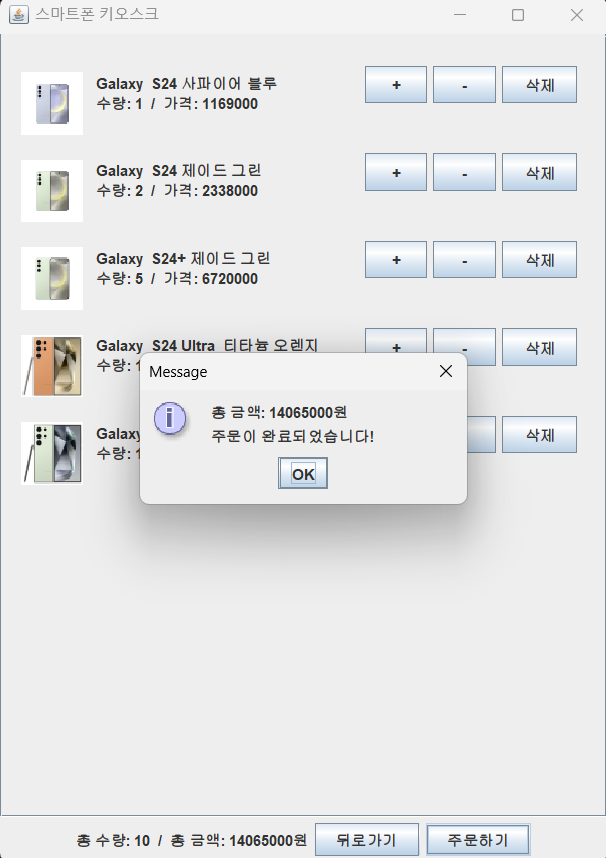 스마트폰 키오스크
Galaxy  S24 사파이어 블루
수량: 1  /  가격: 1169000
+
-
삭제
Galaxy  S24 제이드 그린
수량: 2  /  가격: 2338000
+
-
삭제
Galaxy  S24+ 제이드 그린
수량: 5  /  가격: 6720000
+
-
삭제
Galaxy  S24 Ultra  티타늄 오렌지
수량: 1
+
-
삭제
Message
총 금액: 14065000원
주문이 완료되었습니다!
OK
Galaxy
수량: 1
삭제
총 수량: 10  /  총 금액: 14065000원
뒤로가기
주문하기